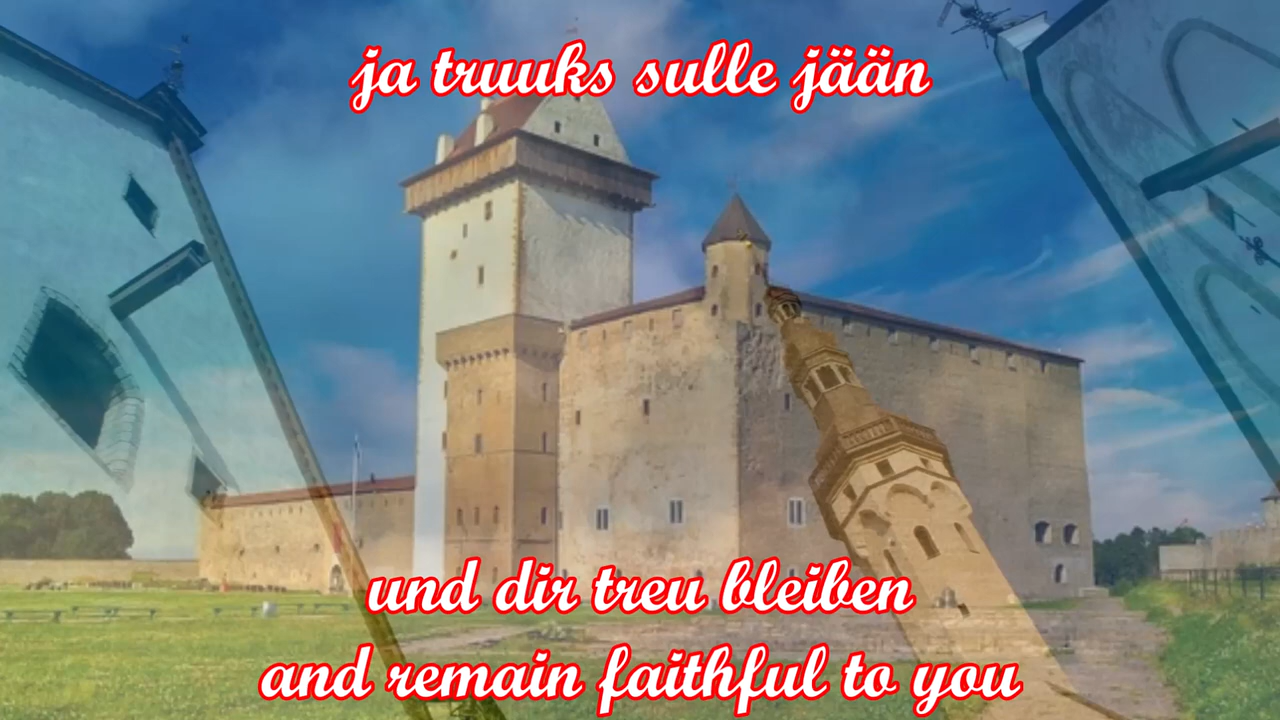 ja truuks sulle jään
und dir treu bleiben
and remain faithful to you